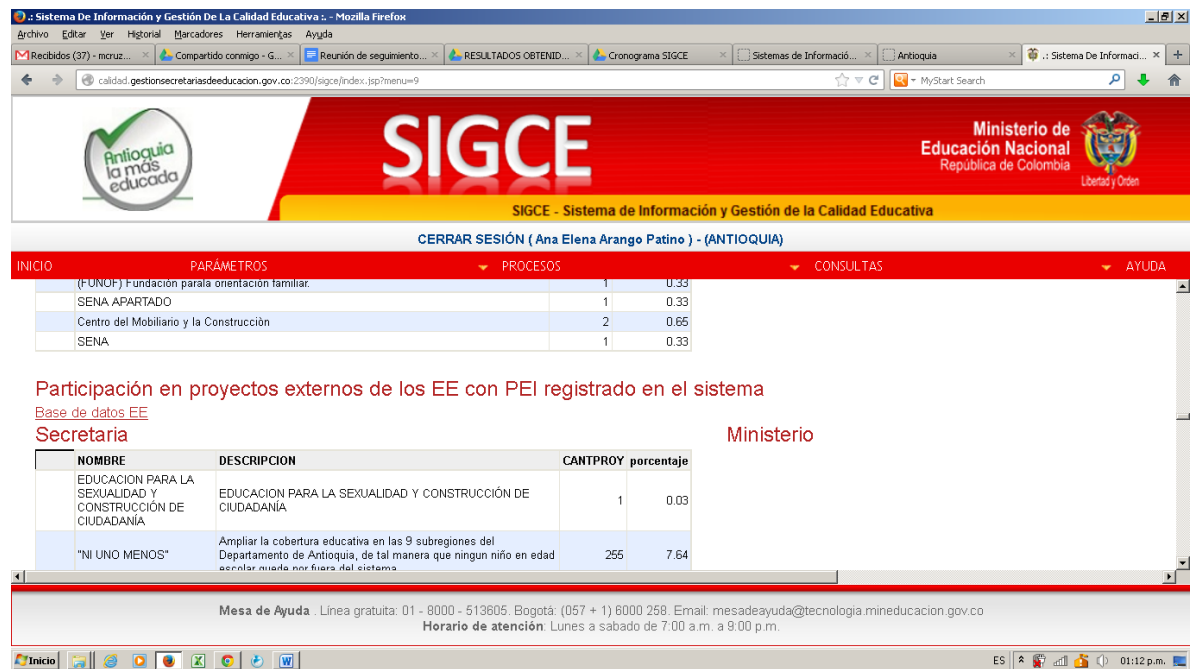 .: Sistema De Información y Gestión De La Calidad Educativa :. - Mozilla Firefox
Archivo Editar Ver Historial Marcadores Herramientas Ayuda
Recibidos (37) - mcruz... Compartido conmigo - G... Reunión de seguimiento... RESULTADOS OBTENID... Cronograma SIGCE Sistemas de Informació... Antioquia .: Sistema De Informaci...
calidad.gestionsecretariasdeeducacion.gov.co:2390/sigce/index.jsp?menu=9 MyStart Search
Antioquia
la más
educada
SIGCE
Ministerio de
Educación Nacional
República de Colombia
Libertad y Orden
SIGCE - Sistema de Información y Gestión de la Calidad Educativa
CERRAR SESIÓN ( Ana Elena Arango Patino ) - (ANTIOQUIA)
INICIO PARÁMETROS PROCESOS CONSULTAS AYUDA
(FUNOF) Fundación parala orientación familiar. 1 0.33
SENA APARTADO 1 0.33
Centro del Mobiliario y la Construcciòn 2 0.65
SENA 1 0.33
Participación en proyectos externos de los EE con PEI registrado en el sistema
Base de datos EE
Secretaria Ministerio
NOMBRE DESCRIPCION CANTPROY porcentaje
EDUCACION PARA LA
SEXUALIDAD Y
CONSTRUCCIÓN DE
CIUDADANÍA
EDUCACION PARA LA SEXUALIDAD Y CONSTRUCCIÓN DE
CIUDADANÍA
1 0.03
"NI UNO MENOS"
Ampliar la cobertura educativa en las 9 subregiones del
Departamento de Antioquia, de tal manera que ningun niño en edad
escolar quede por fuera del sistema
255 7.64
Mesa de Ayuda . Línea gratuita: 01 - 8000 - 513605. Bogotá: (057 + 1) 6000 258. Email: mesadeayuda@tecnologia.mineducacion.gov.co
Horario de atención: Lunes a sabado de 7:00 a.m. a 9:00 p.m.
Inicio ES 01:12 p.m.